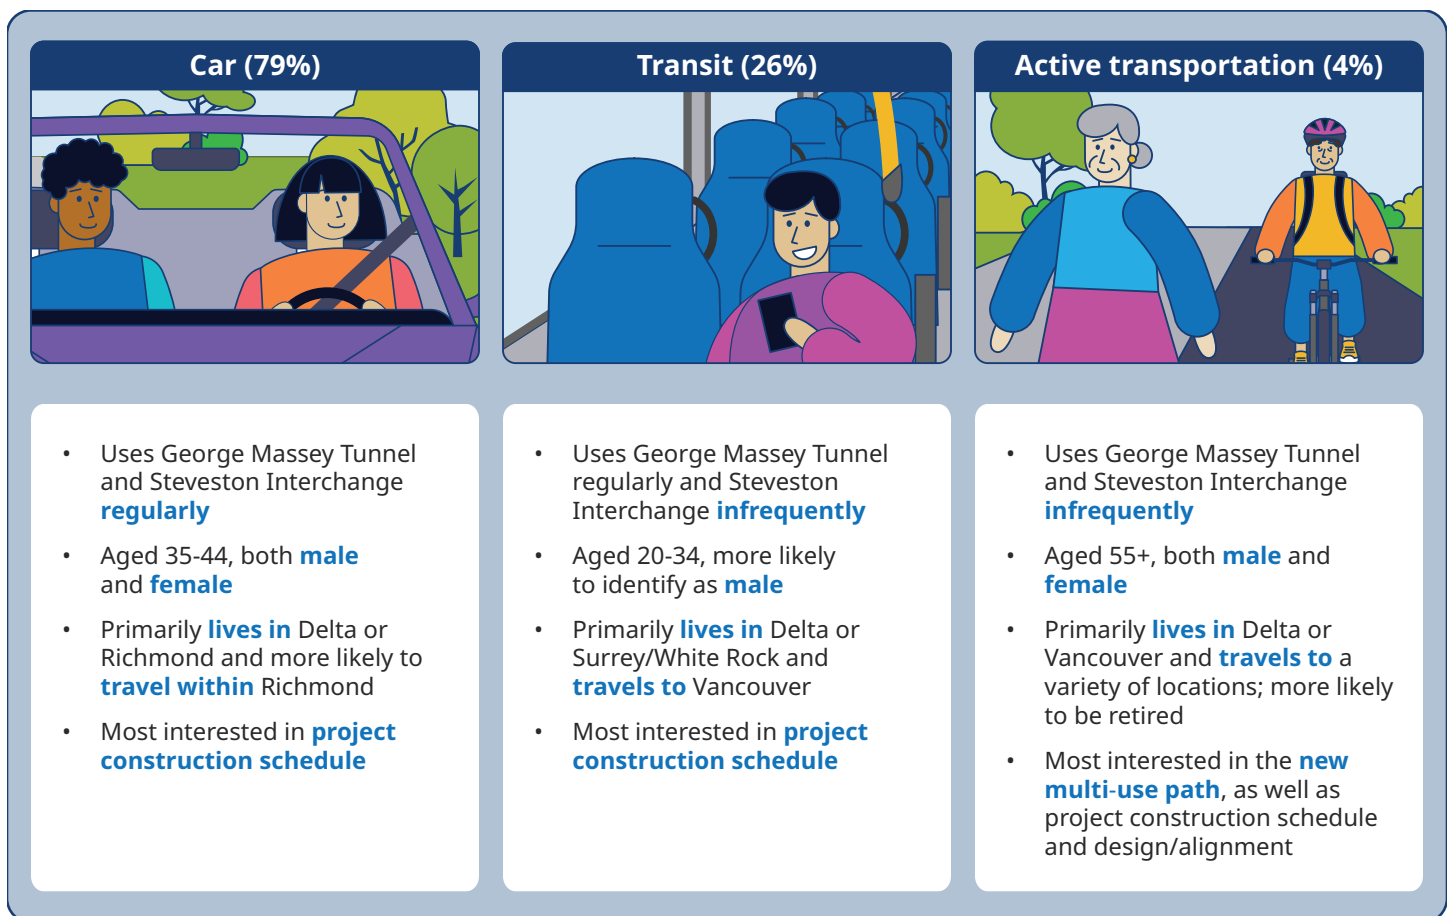 Car (79%)
• Uses George Massey Tunnel
and Steveston Interchange
regularly
• Aged 35-44, both male
and female
• Primarily lives in Delta or
Richmond and more likely to
travel within Richmond
• Most interested in project
construction schedule
Transit (26%)
• Uses George Massey Tunnel
regularly and Steveston
Interchange infrequently
• Aged 20-34, more likely
to identify as male
• Primarily lives in Delta or
Surrey/White Rock and
travels to Vancouver
• Most interested in project
construction schedule
Active transportation (4%)
• Uses George Massey Tunnel
and Steveston Interchange
infrequently
• Aged 55+, both male and
female
• Primarily lives in Delta or
Vancouver and travels to a
variety of locations; more likely
to be retired
• Most interested in the new
multi-use path, as well as
project construction schedule
and design/alignment